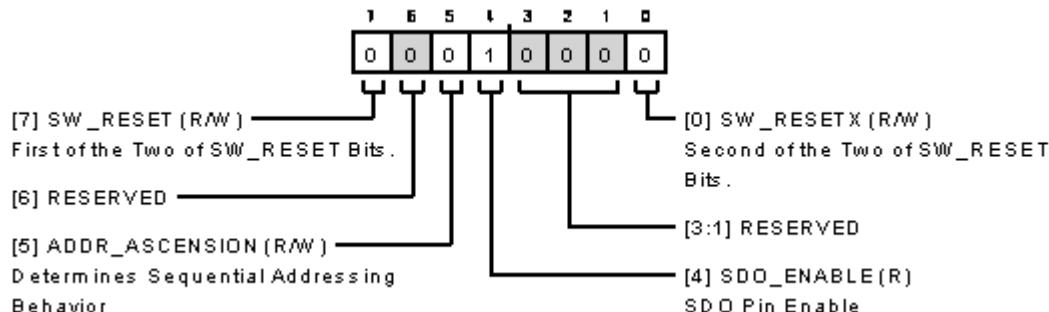 7 6 5 4 3 2 1 0
0 0 0 1 0 0 0 0
[7] SW_RESET (R/W)
First of the Two of SW_RESET Bits.
[6] RESERVED
[5] ADDR_ASCENSION (R/W)
Determines Sequential Addressing
Behavior
[0] SW_RESETX (R/W)
Second of the Two of SW_RESET
Bits.
[3:1] RESERVED
[4] SDO_ENABLE (R)
SDO Pin Enable